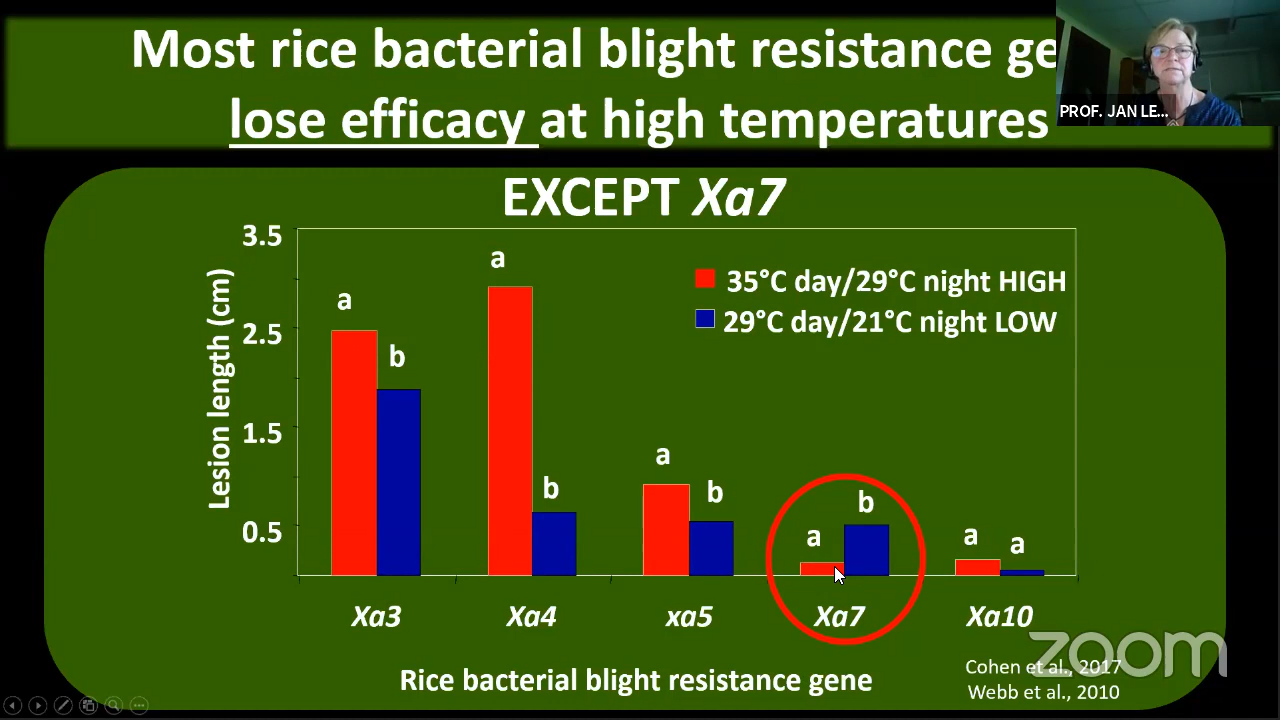 Most rice bacterial blight resistance ge
lose efficacy at high temperatures
PROF. JAN LE...
EXCEPT Xa7
3.5
2.5
1.5
0.5
Lesion length (cm)
35°C day/29°C night HIGH
29°C day/21°C night LOW
a
b
a
b
a
b
a
b
a
a
Xa3
Xa4
xa5
Xa7
Xa10
Rice bacterial blight resistance gene
Cohen et al., 2017
Webb et al., 2010
zoom